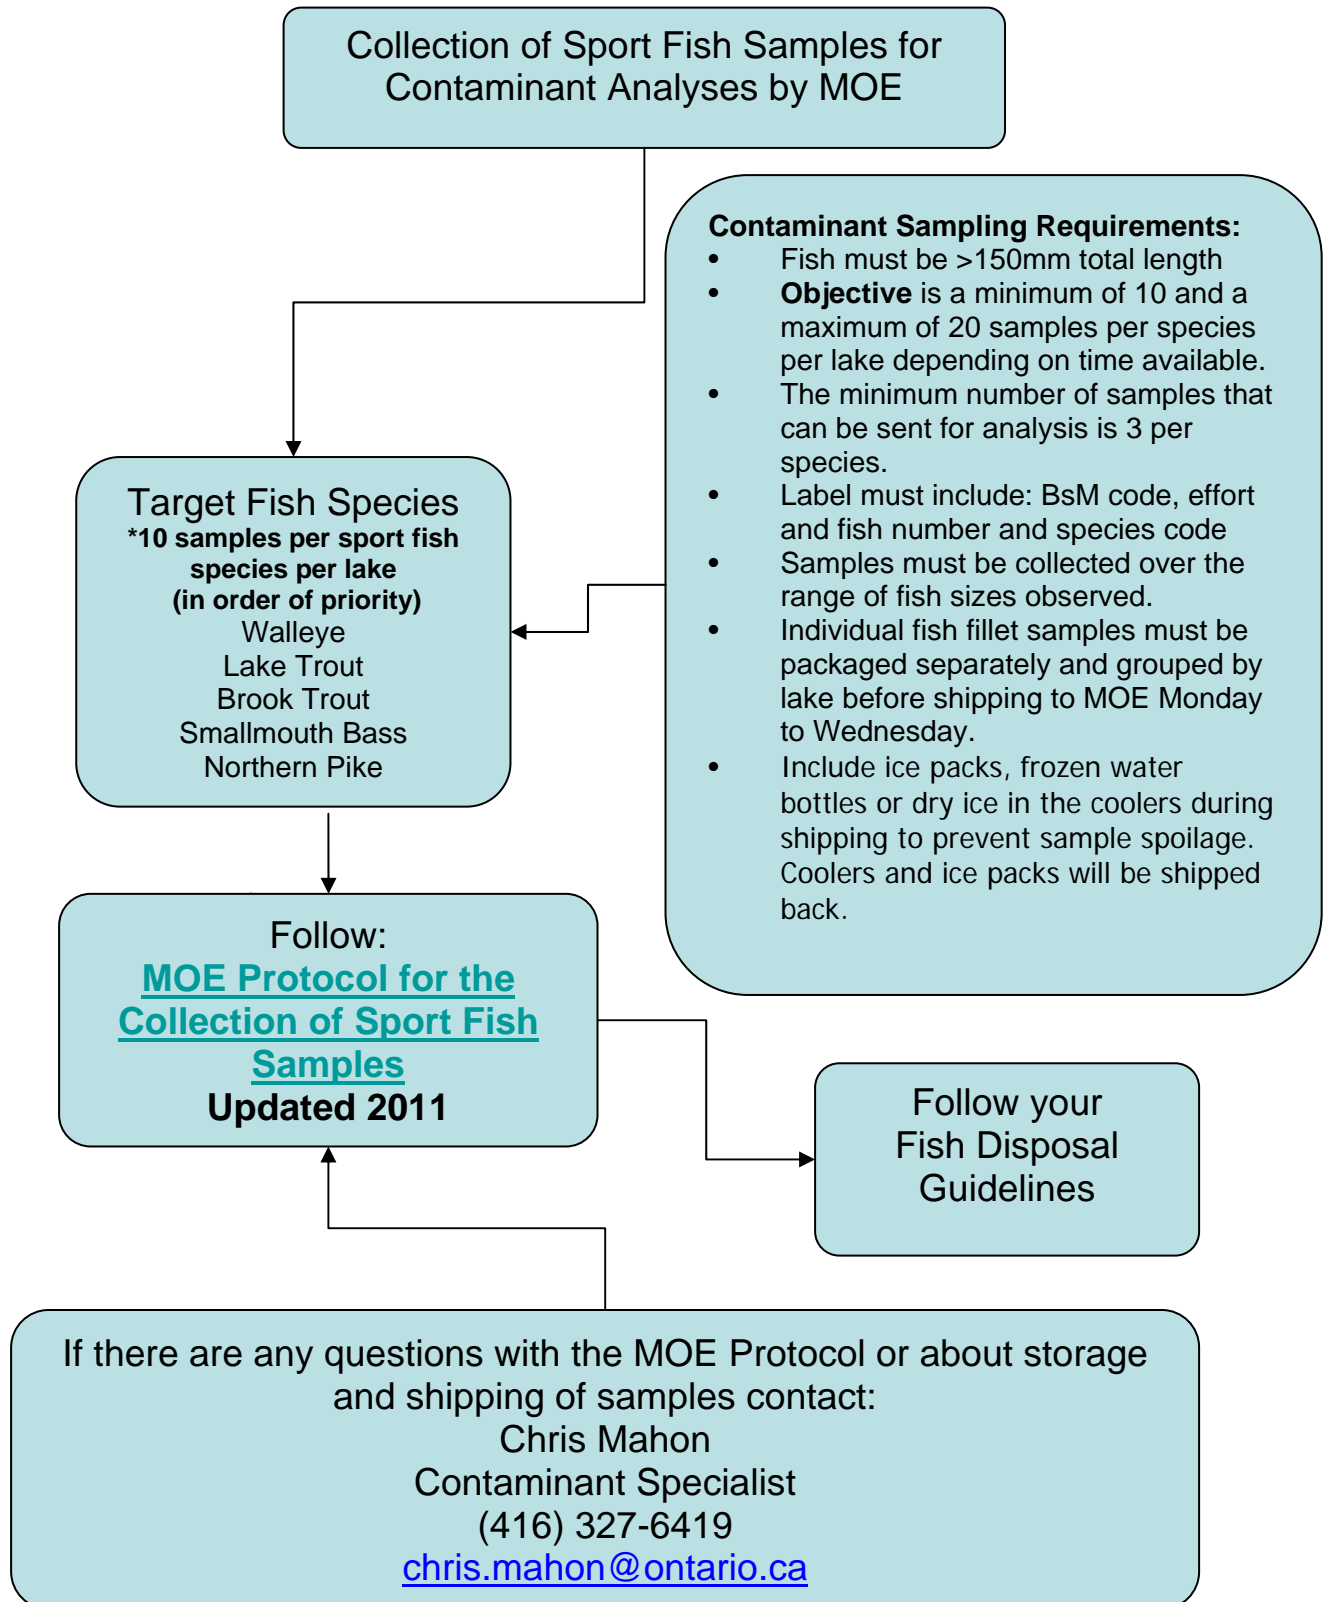 Collection of Sport Fish Samples for
Contaminant Analyses by MOE
Contaminant Sampling Requirements:
• Fish must be >150mm total length
• Objective is a minimum of 10 and a
maximum of 20 samples per species
per lake depending on time available.
• The minimum number of samples that
can be sent for analysis is 3 per
species.
• Label must include: BsM code, effort
and fish number and species code
• Samples must be collected over the
range of fish sizes observed.
• Individual fish fillet samples must be
packaged separately and grouped by
lake before shipping to MOE Monday
to Wednesday.
• Include ice packs, frozen water
bottles or dry ice in the coolers during
shipping to prevent sample spoilage.
Coolers and ice packs will be shipped
back.
Target Fish Species
*10 samples per sport fish
species per lake
(in order of priority)
Walleye
Lake Trout
Brook Trout
Smallmouth Bass
Northern Pike
Follow:
MOE Protocol for the
Collection of Sport Fish
Samples
Updated 2011
Follow your
Fish Disposal
Guidelines
If there are any questions with the MOE Protocol or about storage
and shipping of samples contact:
Chris Mahon
Contaminant Specialist
(416) 327-6419
chris.mahon@ontario.ca